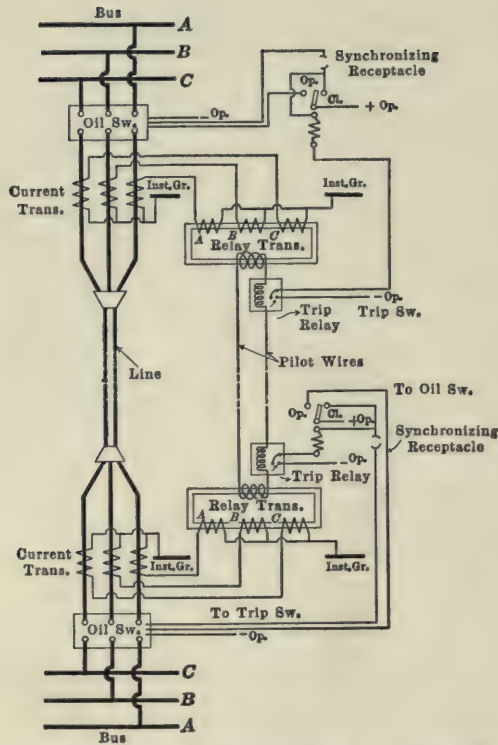 Bus
A
B
C
Oil Sw.
Op.
Synchronizing
Receptacle
Op.
Cl.
+ Op.
Current
Trans.
Inst.Gr.
Inst.Gr.
A
B
C
Relay Trans.
Trip
Relay
-Op.
Trip Sw.
Line
Pilot Wires
To Oil Sw.
Op.
Cl.
+Op.
Synchronizing
Receptacle
-Op.
Trip Relay
Relay Trans.
A
B
C
Current
Trans.
Inst.Gr.
Inst.Gr.
To Trip Sw.
Oil Sw.
-Op.
C
B
A
Bus